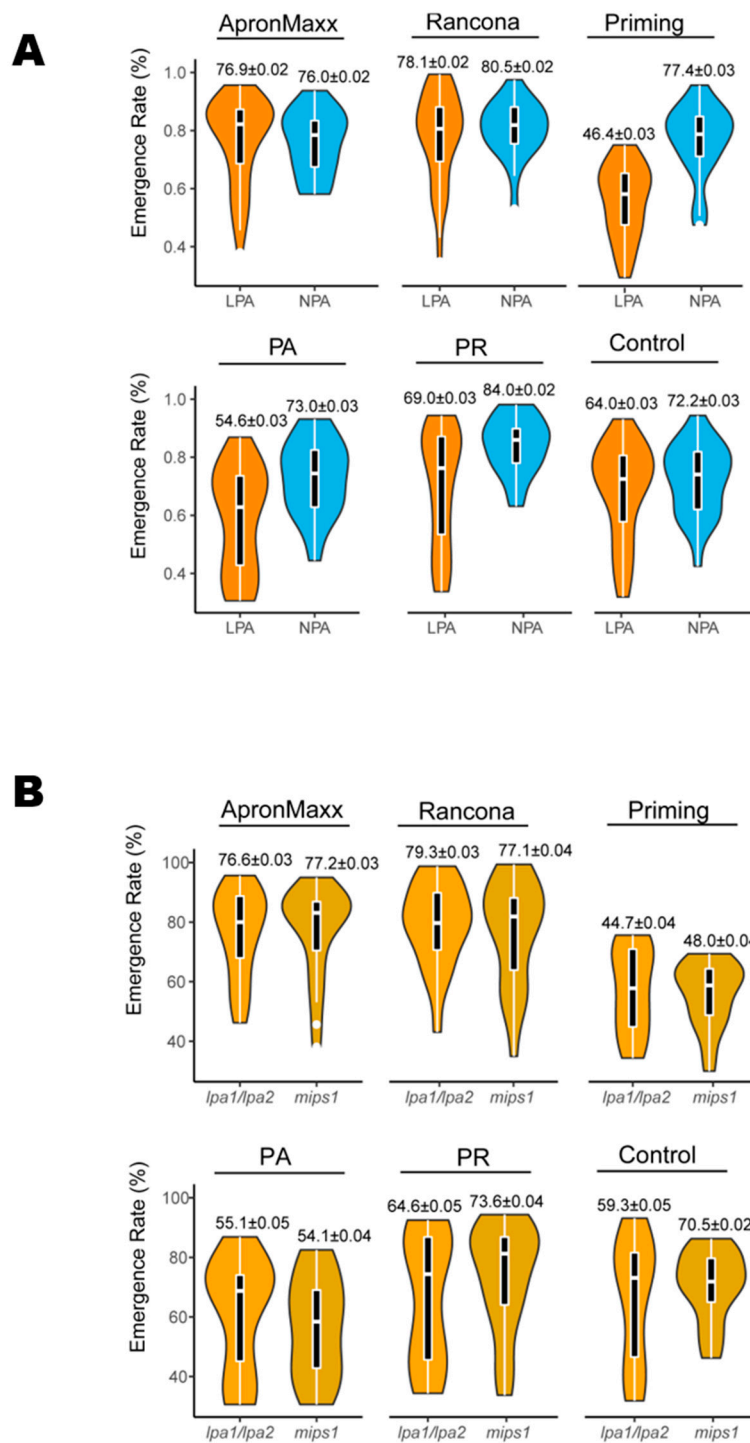 A
ApronMaxx Rancona Priming
76.9±0.02 76.0±0.02 78.1±0.02 80.5±0.02 46.4±0.03 77.4±0.03
Emergence Rate (%)
1.0
0.8
0.6
0.4
LPA NPA LPA NPA LPA NPA
PA PR Control
54.6±0.03 73.0±0.03 69.0±0.03 84.0±0.02 64.0±0.03 72.2±0.03
Emergence Rate (%)
1.0
0.8
0.6
0.4
LPA NPA LPA NPA LPA NPA
B
ApronMaxx Rancona Priming
76.6±0.03 77.2±0.03 79.3±0.03 77.1±0.04 44.7±0.04 48.0±0.04
Emergence Rate (%)
100
80
60
40
lpa1/lpa2 mips1 lpa1/lpa2 mips1 lpa1/lpa2 mips1
PA PR Control
55.1±0.05 54.1±0.04 64.6±0.05 73.6±0.04 59.3±0.05 70.5±0.02
Emergence Rate (%)
100
80
60
40
lpa1/lpa2 mips1 lpa1/lpa2 mips1 lpa1/lpa2 mips1